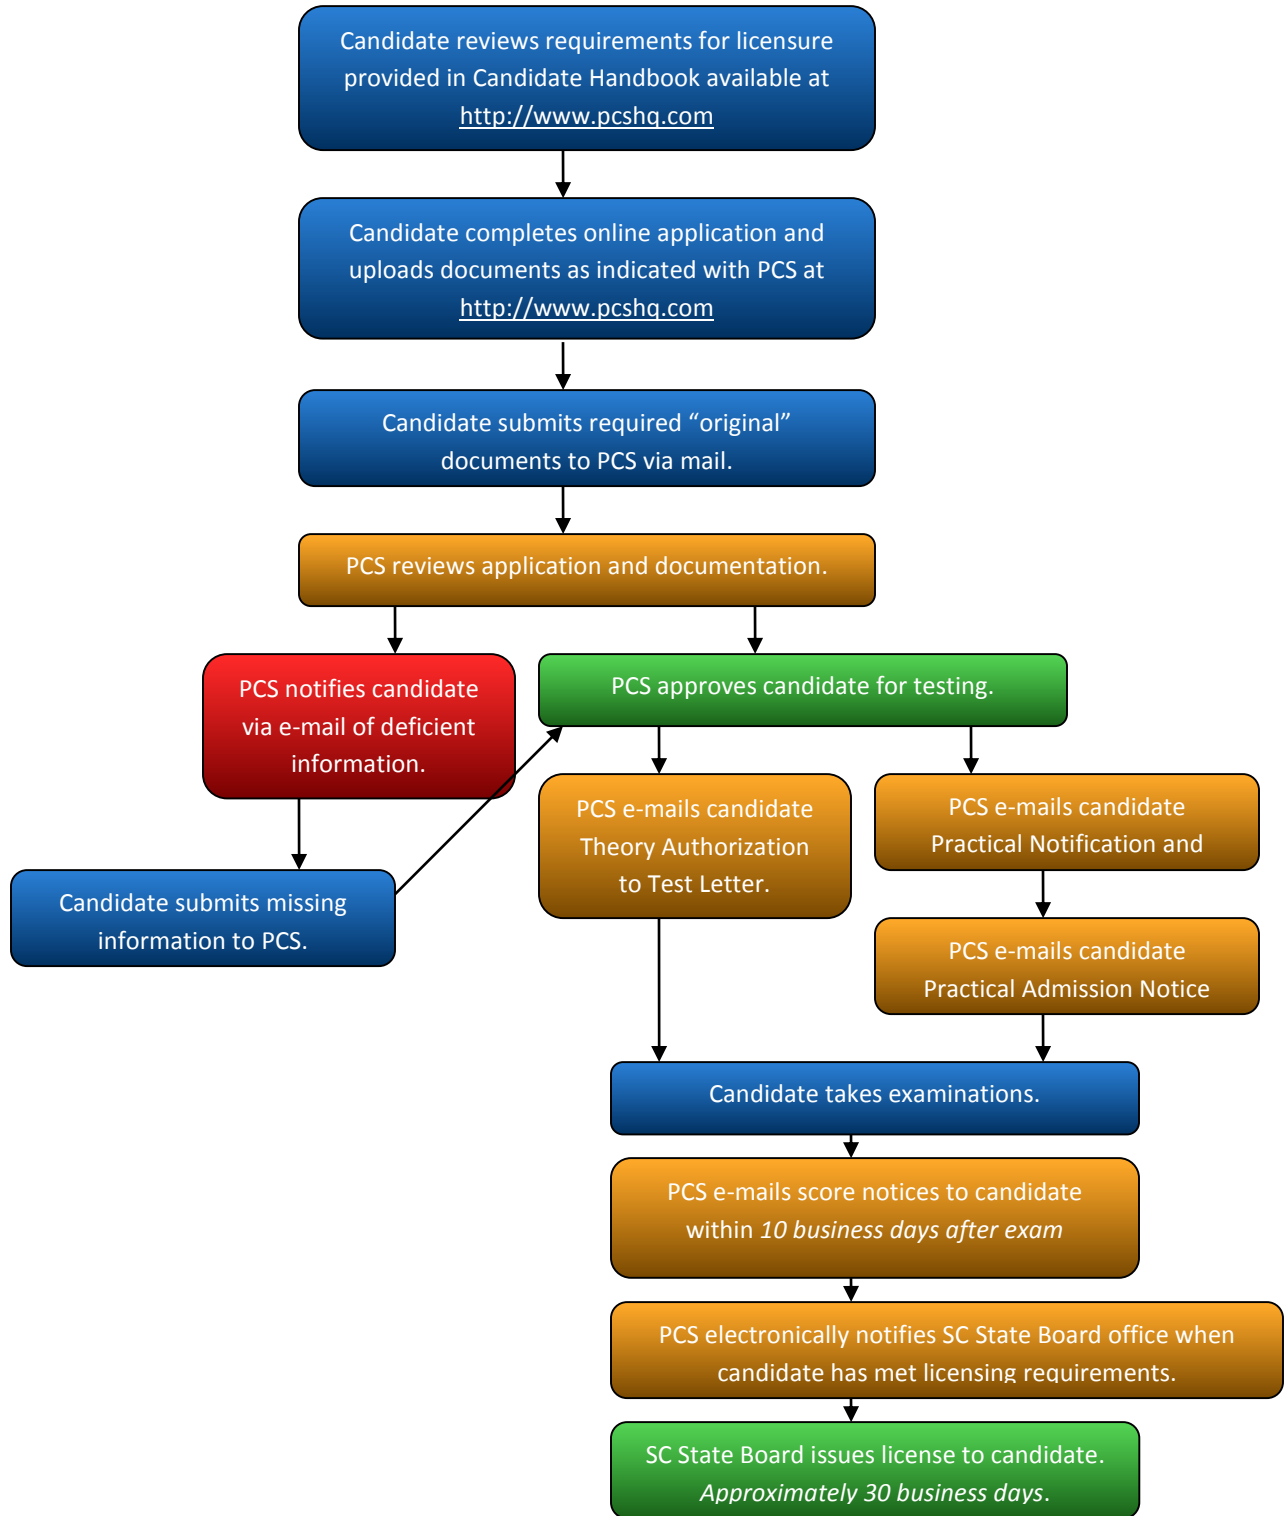 Candidate reviews requirements for licensure
provided in Candidate Handbook available at
http://www.pcshq.com
Candidate completes online application and
uploads documents as indicated with PCS at
http://www.pcshq.com
Candidate submits required “original”
documents to PCS via mail.
PCS reviews application and documentation.
PCS notifies candidate
via e-mail of deficient
information.
PCS approves candidate for testing.
Candidate submits missing
information to PCS.
PCS e-mails candidate
Theory Authorization
to Test Letter.
PCS e-mails candidate
Practical Notification and
PCS e-mails candidate
Practical Admission Notice
Candidate takes examinations.
PCS e-mails score notices to candidate
within 10 business days after exam
PCS electronically notifies SC State Board office when
candidate has met licensing requirements.
SC State Board issues license to candidate.
Approximately 30 business days.